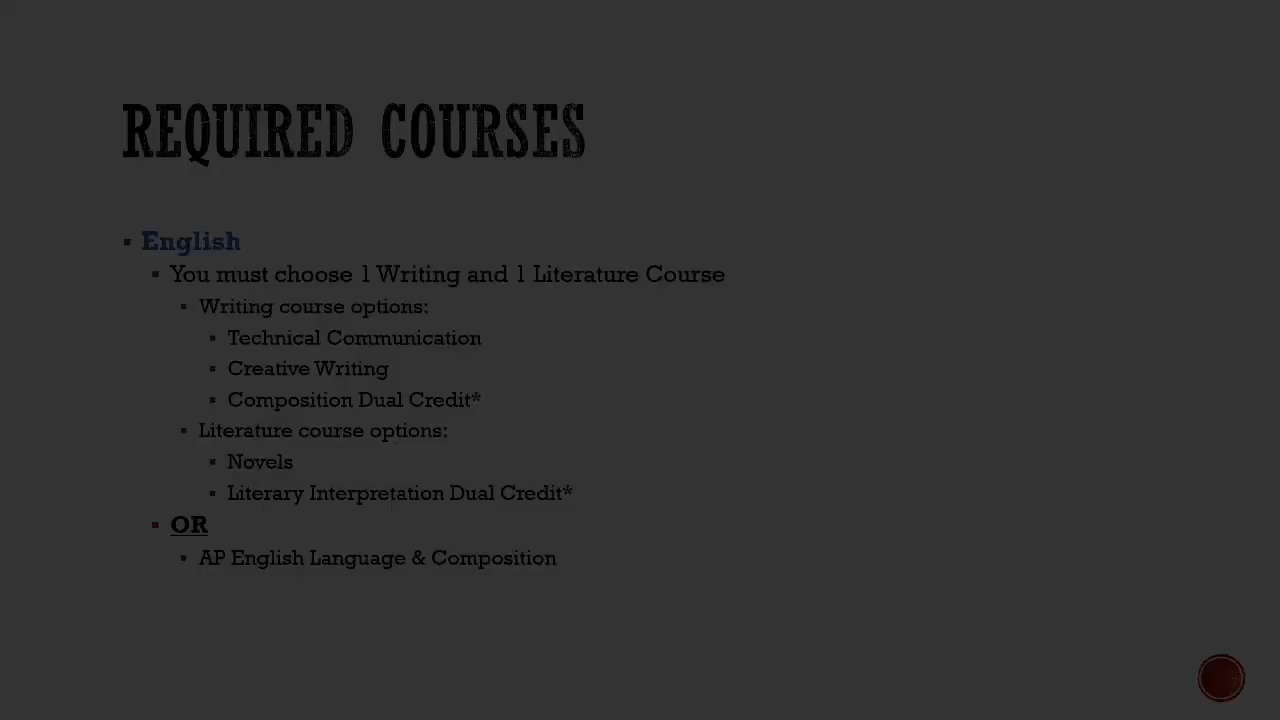 REQUIRED COURSES
English
You must choose 1 Writing and 1 Literature Course
Writing course options:
Technical Communication
Creative Writing
Composition Dual Credit*
Literature course options:
Novels
Literary Interpretation Dual Credit*
OR
AP English Language & Composition